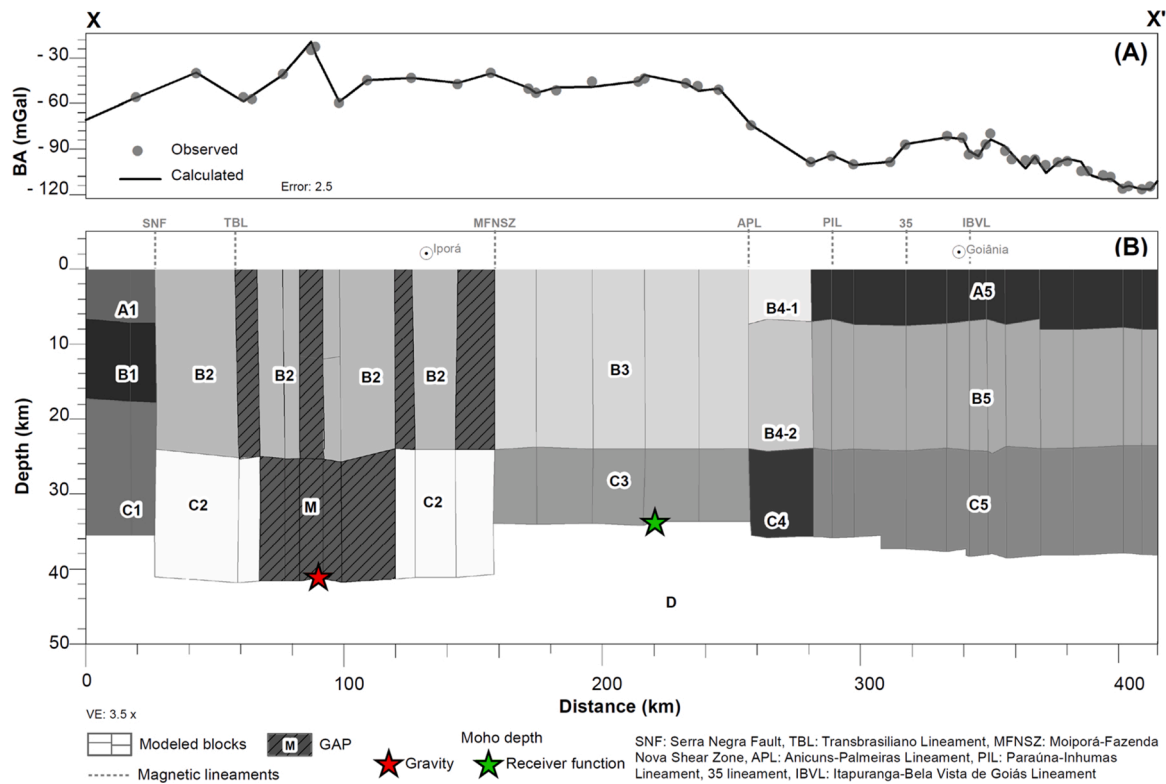 X X'
(A)
BA (mGal)
- 30
- 60
- 90
- 120
Observed
Calculated
Error: 2.5
SNF TBL MFNSZ APL PIL 35 IBVL
Iporá Goiânia
(B)
Depth (km)
0
10
20
30
40
50
A1
B1
C1
B2
B2
B2
B2
C2
M
C2
B3
C3
B4-1
B4-2
C4
A5
B5
C5
D
0 100 200 300 400
Distance (km)
VE: 3.5 x
Modeled blocks
M GAP
Magnetic lineaments
Moho depth
Gravity
Receiver function
SNF: Serra Negra Fault, TBL: Transbrasiliano Lineament, MFNSZ: Moiporá-Fazenda
Nova Shear Zone, APL: Anicuns-Palmeiras Lineament, PIL: Paraúna-Inhumas
Lineament, 35 lineament, IBVL: Itapuranga-Bela Vista de Goiás Lineament